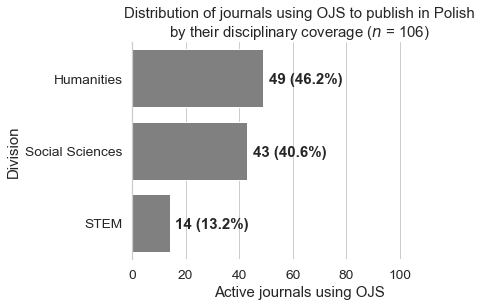 Distribution of journals using OJS to publish in Polish
by their disciplinary coverage (n = 106)
Division
Humanities
49 (46.2%)
Social Sciences
43 (40.6%)
STEM
14 (13.2%)
0 20 40 60 80 100
Active journals using OJS